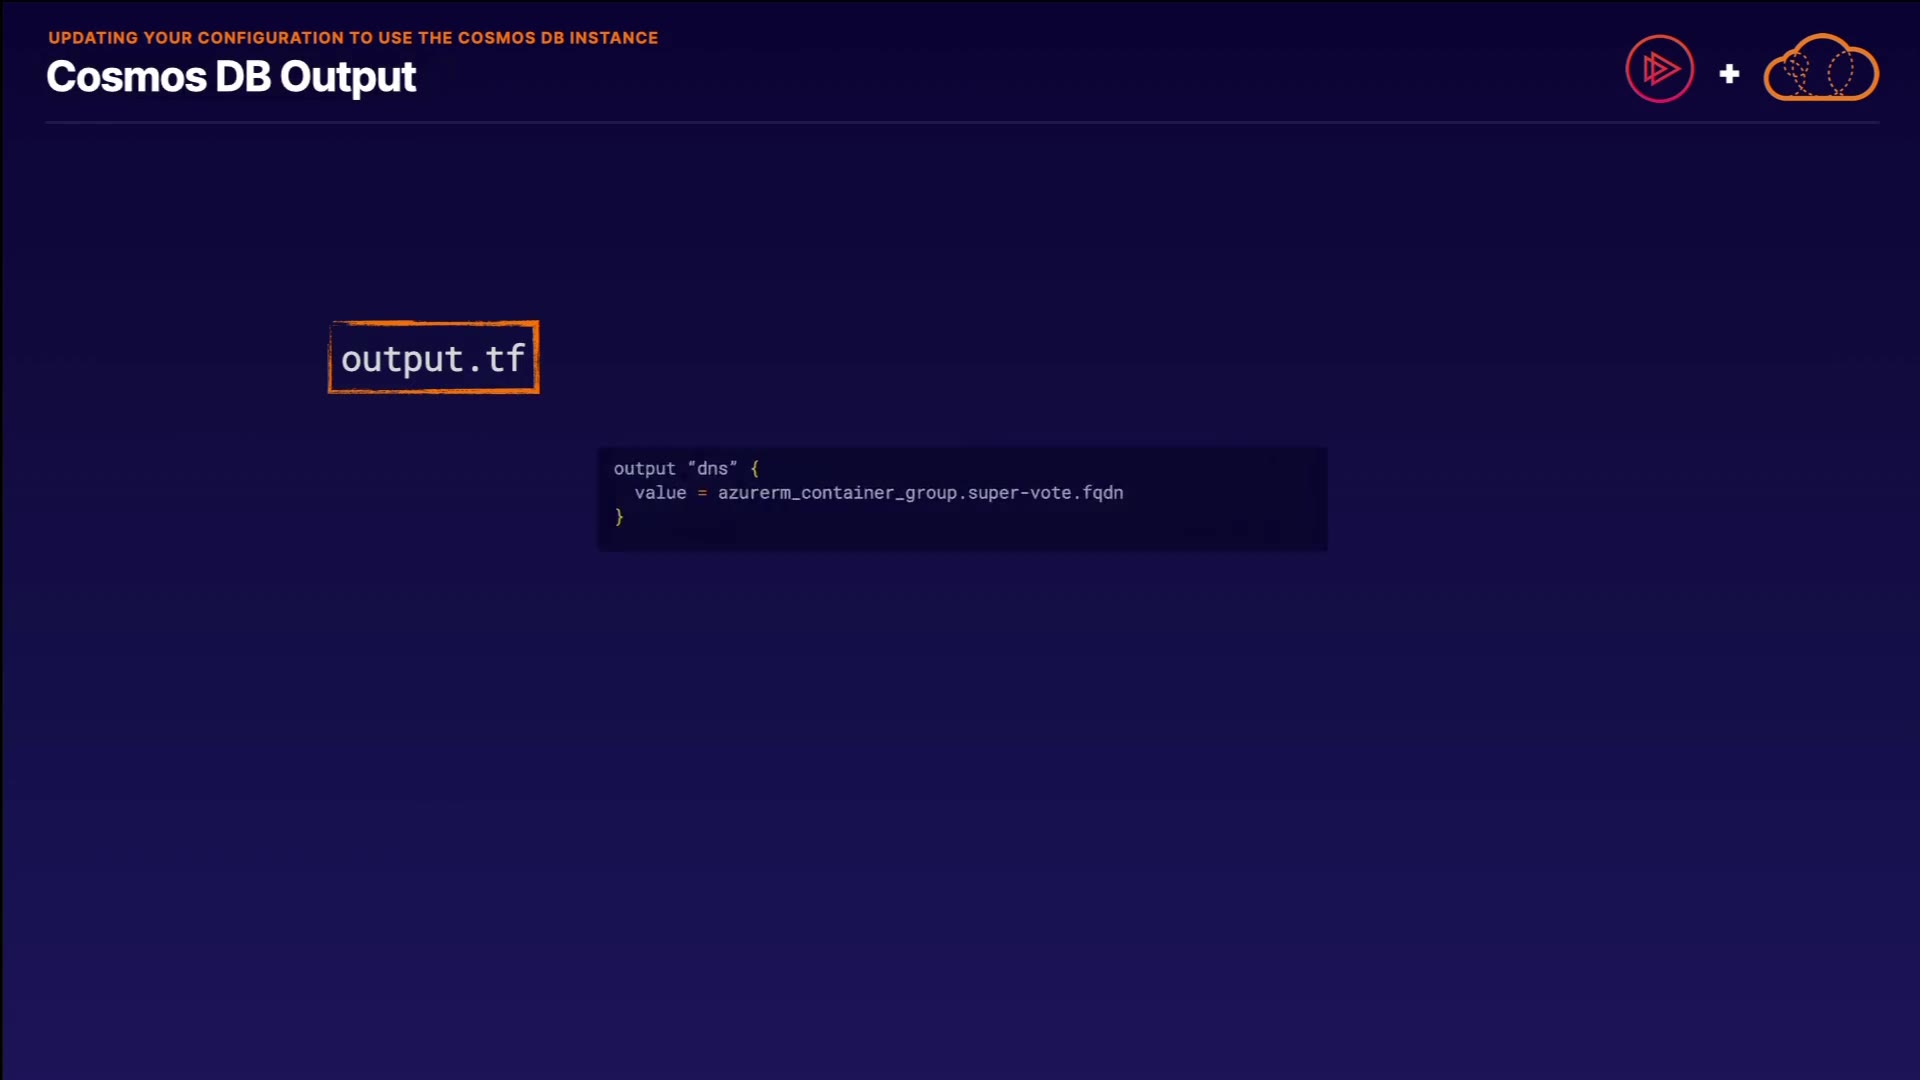 UPDATING YOUR CONFIGURATION TO USE THE COSMOS DB INSTANCE
Cosmos DB Output
+
output.tf
output “dns” {
  value = azurerm_container_group.super-vote.fqdn
}